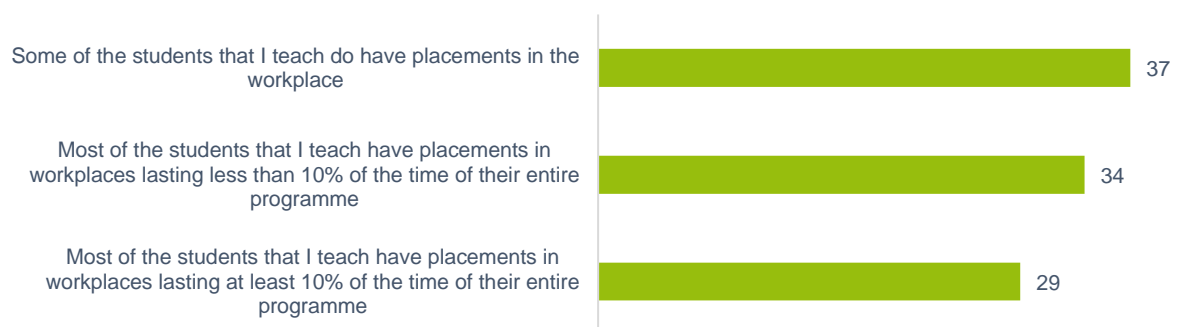 Some of the students that I teach do have placements in the
workplace
37
Most of the students that I teach have placements in
workplaces lasting less than 10% of the time of their entire
programme
34
Most of the students that I teach have placements in
workplaces lasting at least 10% of the time of their entire
programme
29